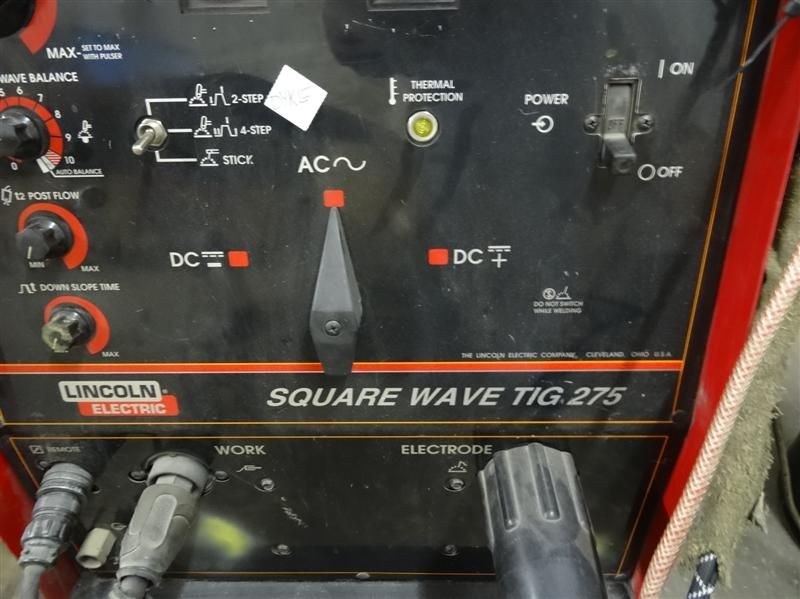 MAX- SET TO MAX
WITH PULSER
WAVE BALANCE
5 6 7 8 9 10 0
AUTO BALANCE
2-STEP
4-STEP
STICK
THERMAL
PROTECTION
POWER
ON
OFF
AC
t2 POST FLOW
MIN
MAX
DC
DC
DOWN SLOPE TIME
MAX
DO NOT SWITCH
WHILE WELDING
THE LINCOLN ELECTRIC COMPANY, CLEVELAND, OHIO U.S.A.
LINCOLN®
ELECTRIC
SQUARE WAVE TIG 275
REMOTE
WORK
ELECTRODE